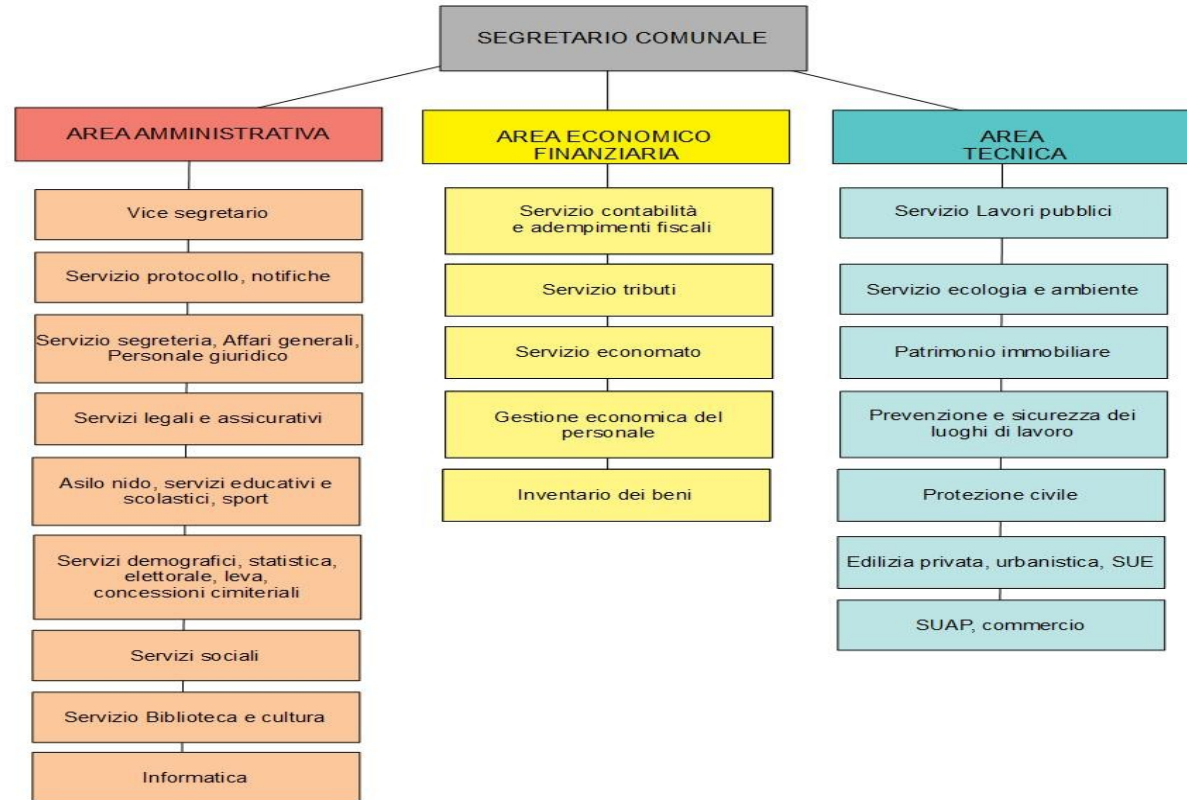 SEGRETARIO COMUNALE
AREA AMMINISTRATIVA
Vice segretario
Servizio protocollo, notifiche
Servizio segreteria, Affari generali,
Personale giuridico
Servizi legali e assicurativi
Asilo nido, servizi educativi e
scolastici, sport
Servizi demografici, statistica,
elettorale, leva,
concessioni cimiteriali
Servizi sociali
Servizio Biblioteca e cultura
Informatica
AREA ECONOMICO
FINANZIARIA
Servizio contabilità
e adempimenti fiscali
Servizio tributi
Servizio economato
Gestione economica del
personale
Inventario dei beni
AREA
TECNICA
Servizio Lavori pubblici
Servizio ecologia e ambiente
Patrimonio immobiliare
Prevenzione e sicurezza dei
luoghi di lavoro
Protezione civile
Edilizia privata, urbanistica, SUE
SUAP, commercio